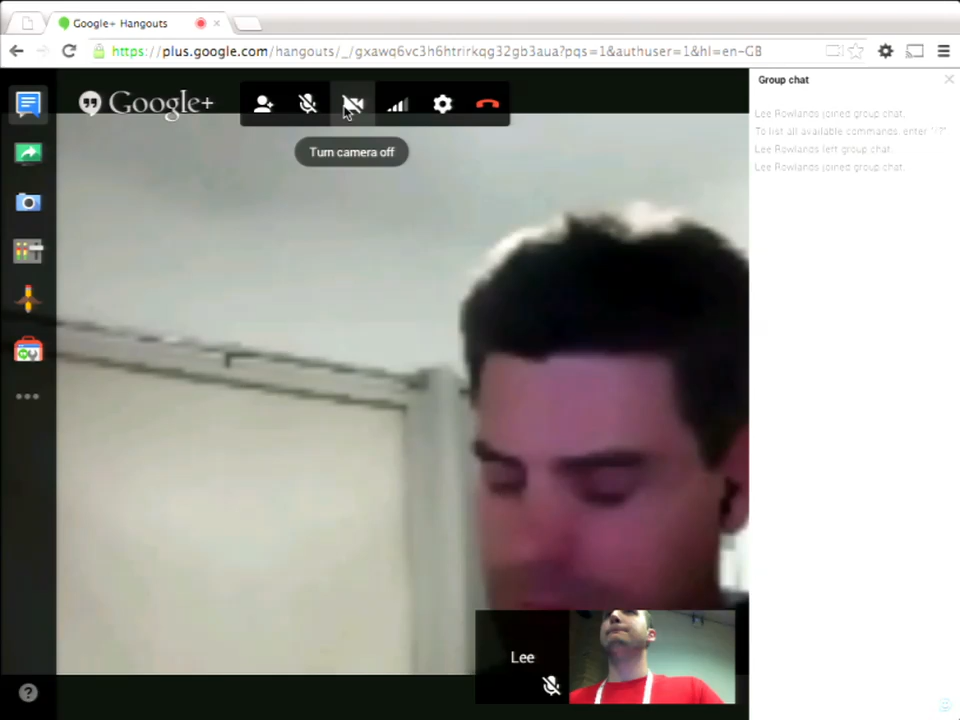 Google+ Hangouts
https://plus.google.com/hangouts/_/gxawq6vc3h6htrirkqg32gb3aua?pqs=1&authuser=1&hl=en-GB
Google+
Turn camera off
Group chat
Lee Rowlands joined group chat.
To list all available commands, enter "/?"
Lee Rowlands left group chat.
Lee Rowlands joined group chat.
Lee